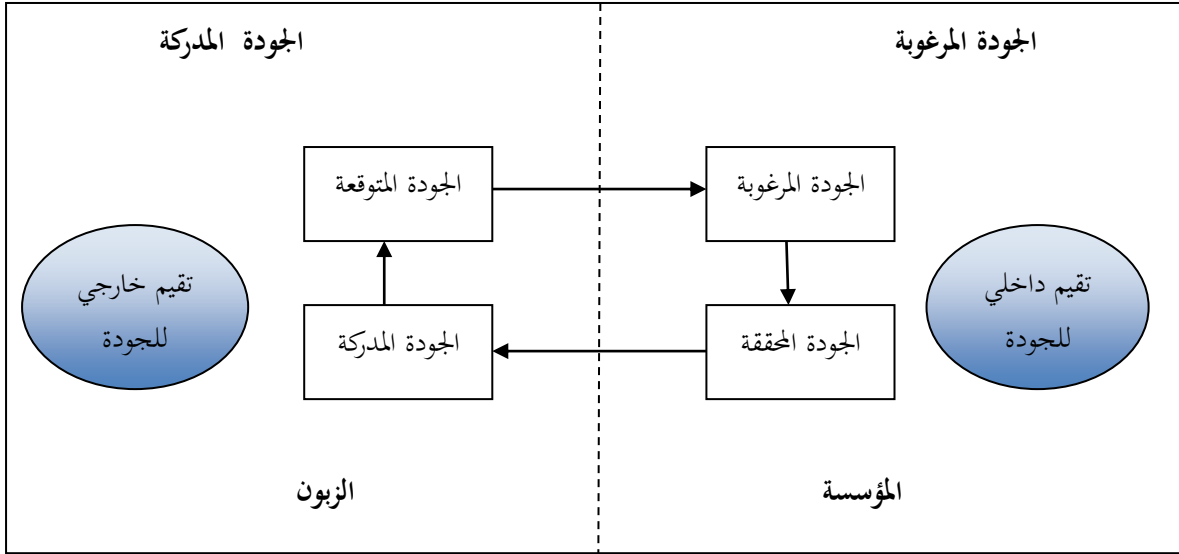 الجودة المرغوبة
الجودة المدركة
الجودة المرغوبة
الجودة المتوقعة
تقيم داخلي
للجودة
تقيم خارجي
للجودة
الجودة المحققة
الجودة المدركة
المؤسسة
الزبون